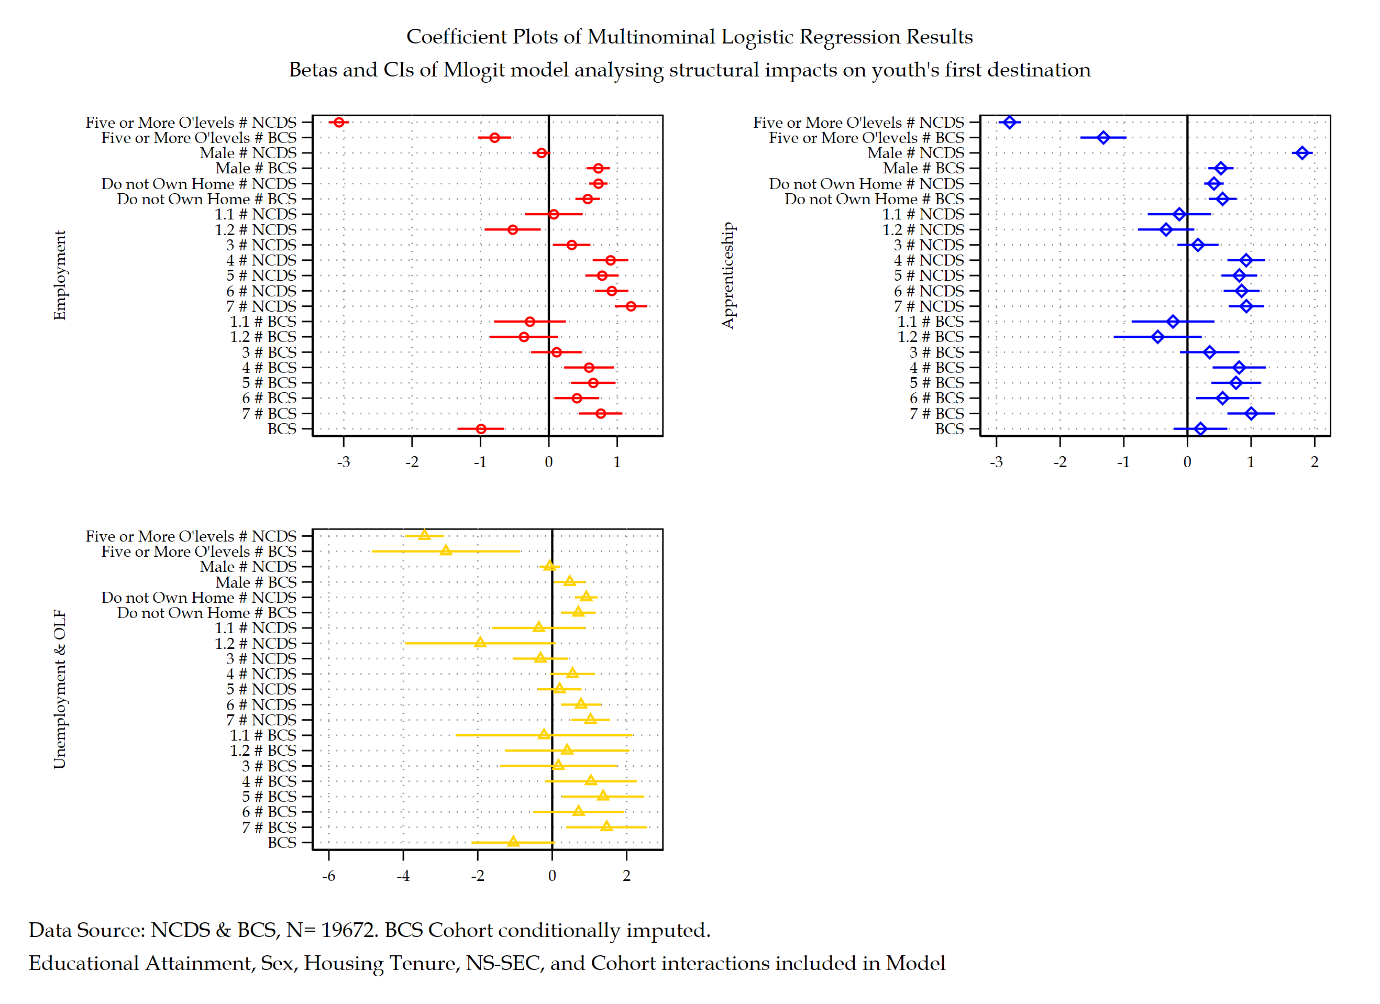 Coefficient Plots of Multinominal Logistic Regression Results
Betas and CIs of Mlogit model analysing structural impacts on youth's first destination
Employment
Five or More O'levels # NCDS
Five or More O'levels # BCS
Male # NCDS
Male # BCS
Do not Own Home # NCDS
Do not Own Home # BCS
1.1 # NCDS
1.2 # NCDS
3 # NCDS
4 # NCDS
5 # NCDS
6 # NCDS
7 # NCDS
1.1 # BCS
1.2 # BCS
3 # BCS
4 # BCS
5 # BCS
6 # BCS
7 # BCS
BCS
-3 -2 -1 0 1
Apprenticeship
Five or More O'levels # NCDS
Five or More O'levels # BCS
Male # NCDS
Male # BCS
Do not Own Home # NCDS
Do not Own Home # BCS
1.1 # NCDS
1.2 # NCDS
3 # NCDS
4 # NCDS
5 # NCDS
6 # NCDS
7 # NCDS
1.1 # BCS
1.2 # BCS
3 # BCS
4 # BCS
5 # BCS
6 # BCS
7 # BCS
BCS
-3 -2 -1 0 1 2
Unemployment & OLF
Five or More O'levels # NCDS
Five or More O'levels # BCS
Male # NCDS
Male # BCS
Do not Own Home # NCDS
Do not Own Home # BCS
1.1 # NCDS
1.2 # NCDS
3 # NCDS
4 # NCDS
5 # NCDS
6 # NCDS
7 # NCDS
1.1 # BCS
1.2 # BCS
3 # BCS
4 # BCS
5 # BCS
6 # BCS
7 # BCS
BCS
-6 -4 -2 0 2
Data Source: NCDS & BCS, N= 19672. BCS Cohort conditionally imputed.
Educational Attainment, Sex, Housing Tenure, NS-SEC, and Cohort interactions included in Model